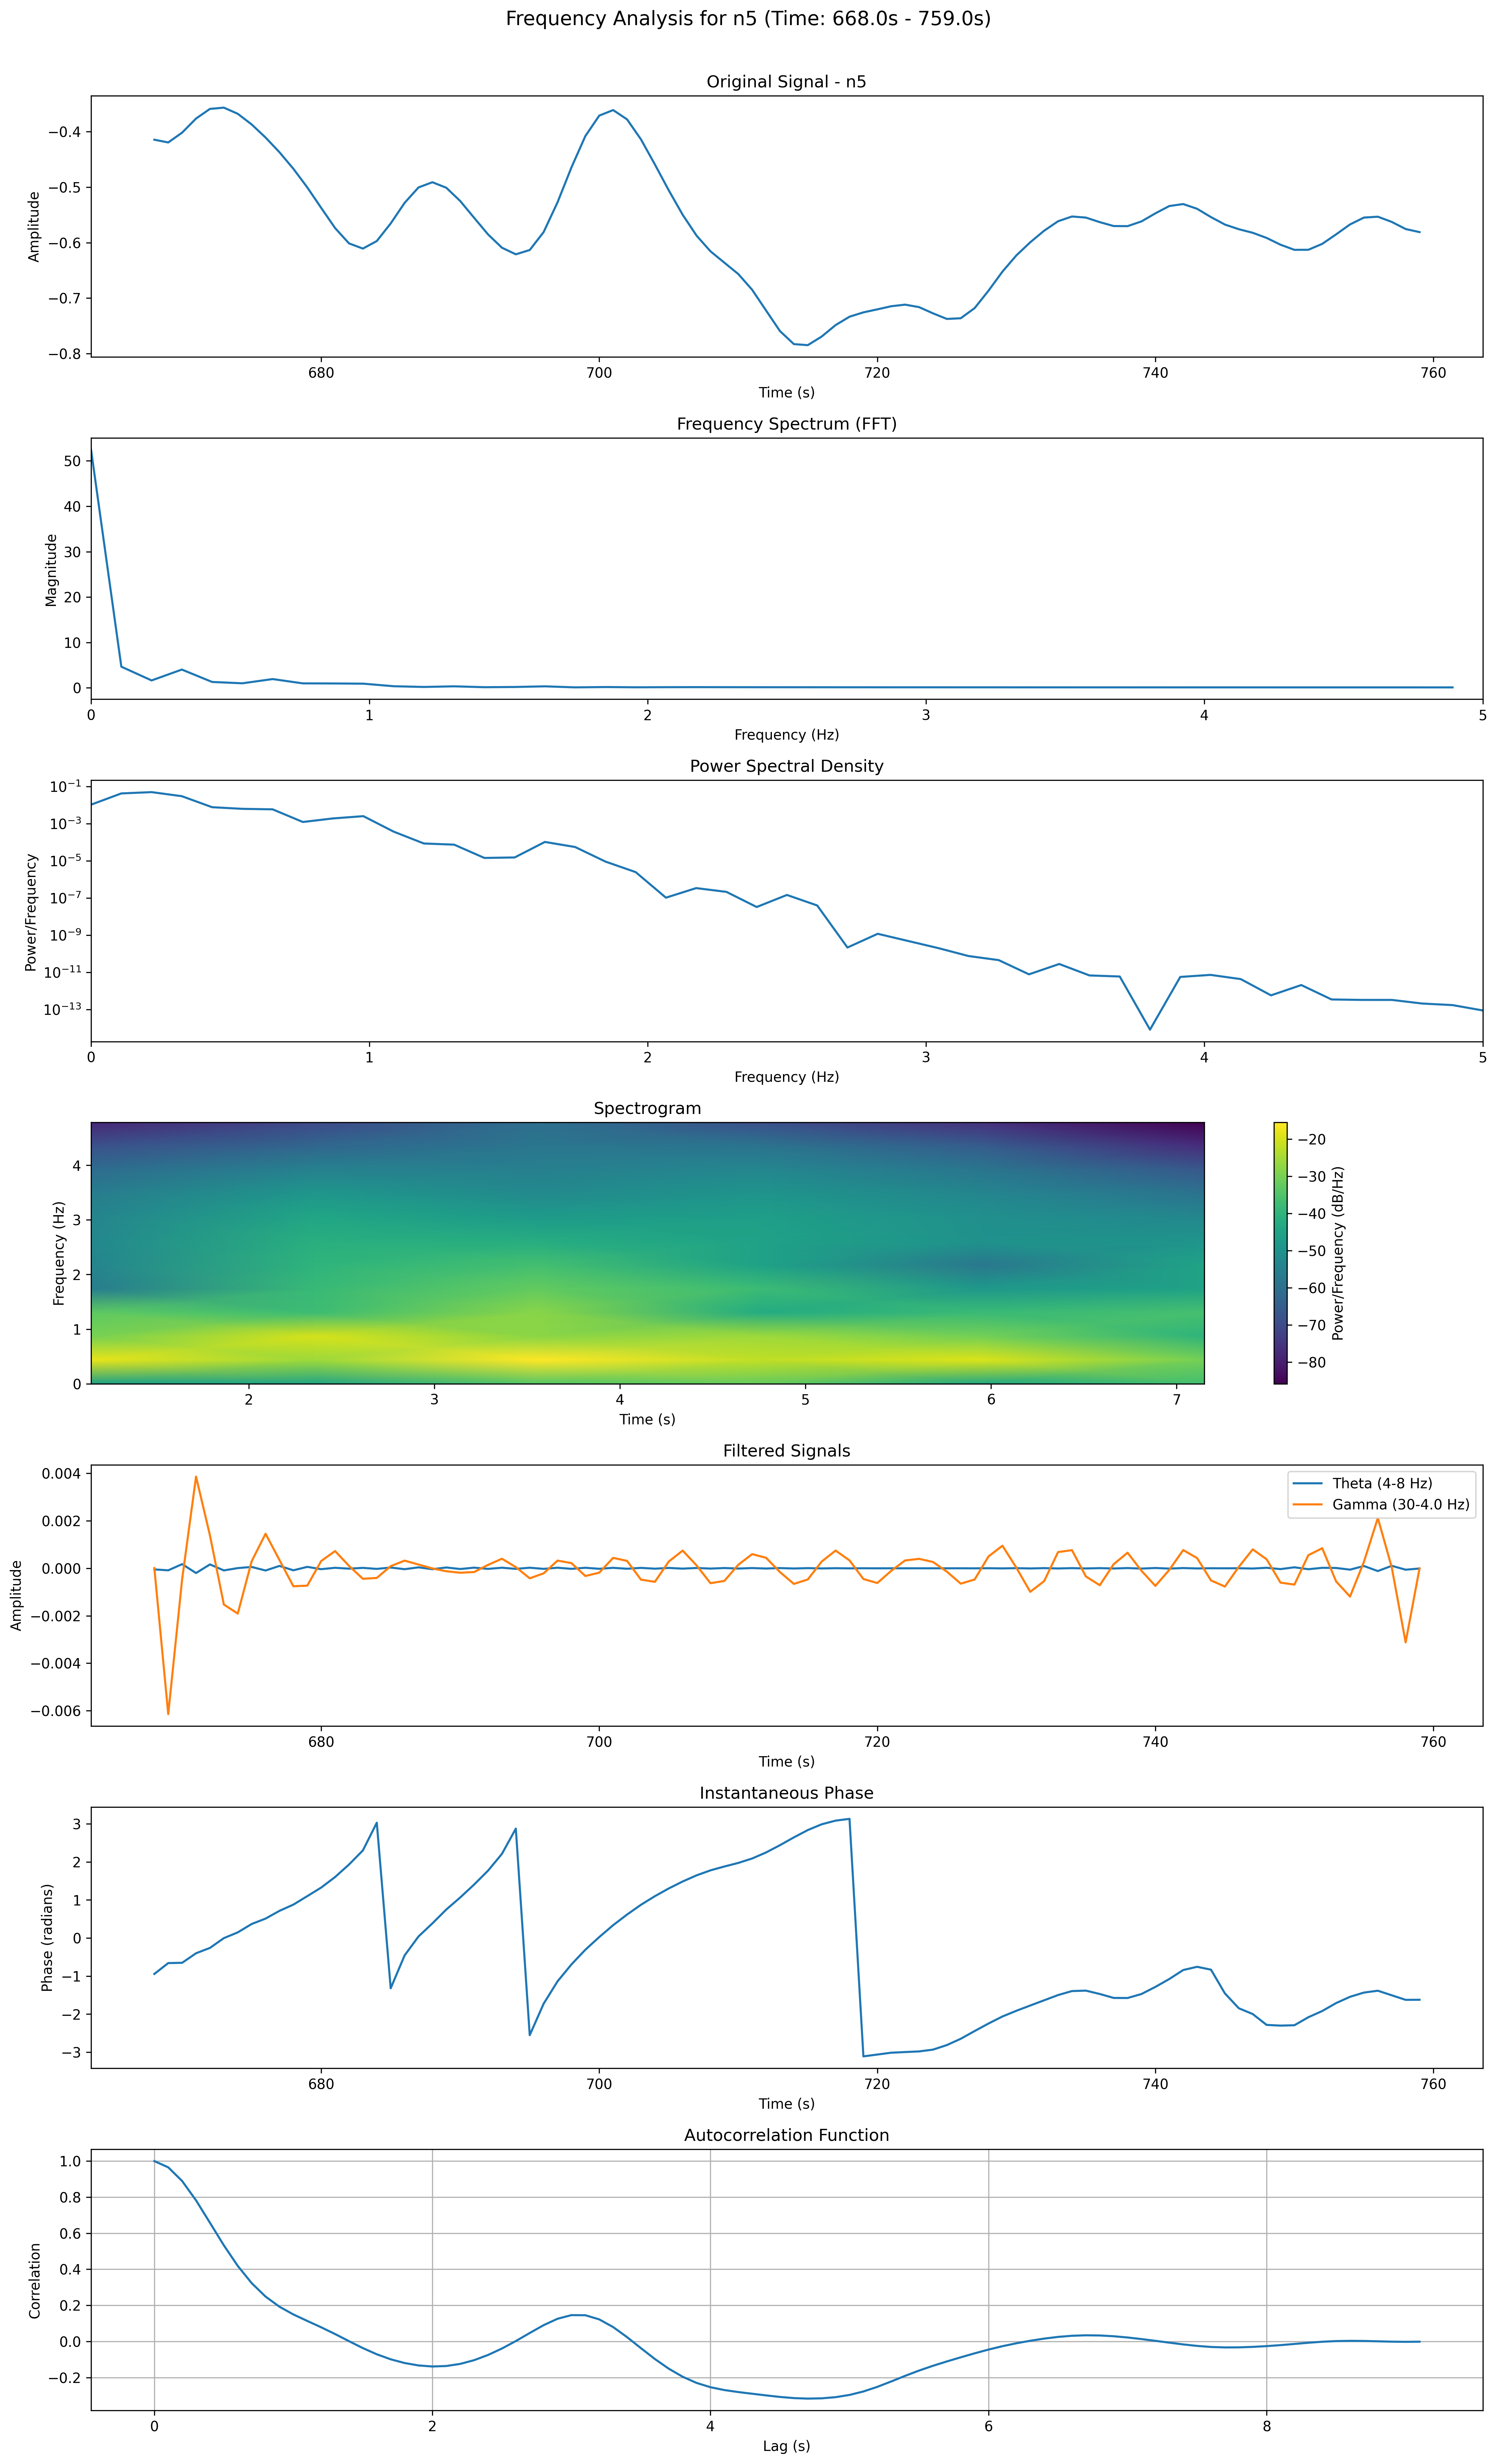 Frequency Analysis for n5 (Time: 668.0s - 759.0s)
Original Signal - n5
Amplitude
−0.4
−0.5
−0.6
−0.7
−0.8
680 700 720 740 760
Time (s)
Frequency Spectrum (FFT)
Magnitude
50
40
30
20
10
0
0 1 2 3 4 5
Frequency (Hz)
Power Spectral Density
Power/Frequency
10⁻¹
10⁻³
10⁻⁵
10⁻⁷
10⁻⁹
10⁻¹¹
10⁻¹³
0 1 2 3 4 5
Frequency (Hz)
Spectrogram
Frequency (Hz)
4
3
2
1
0
2 3 4 5 6 7
Time (s)
−20
−30
−40
−50
−60
−70
−80
Power/Frequency (dB/Hz)
Filtered Signals
Amplitude
0.004
0.002
0.000
−0.002
−0.004
−0.006
Theta (4-8 Hz)
Gamma (30-4.0 Hz)
680 700 720 740 760
Time (s)
Instantaneous Phase
Phase (radians)
3
2
1
0
−1
−2
−3
680 700 720 740 760
Time (s)
Autocorrelation Function
Correlation
1.0
0.8
0.6
0.4
0.2
0.0
−0.2
0 2 4 6 8
Lag (s)